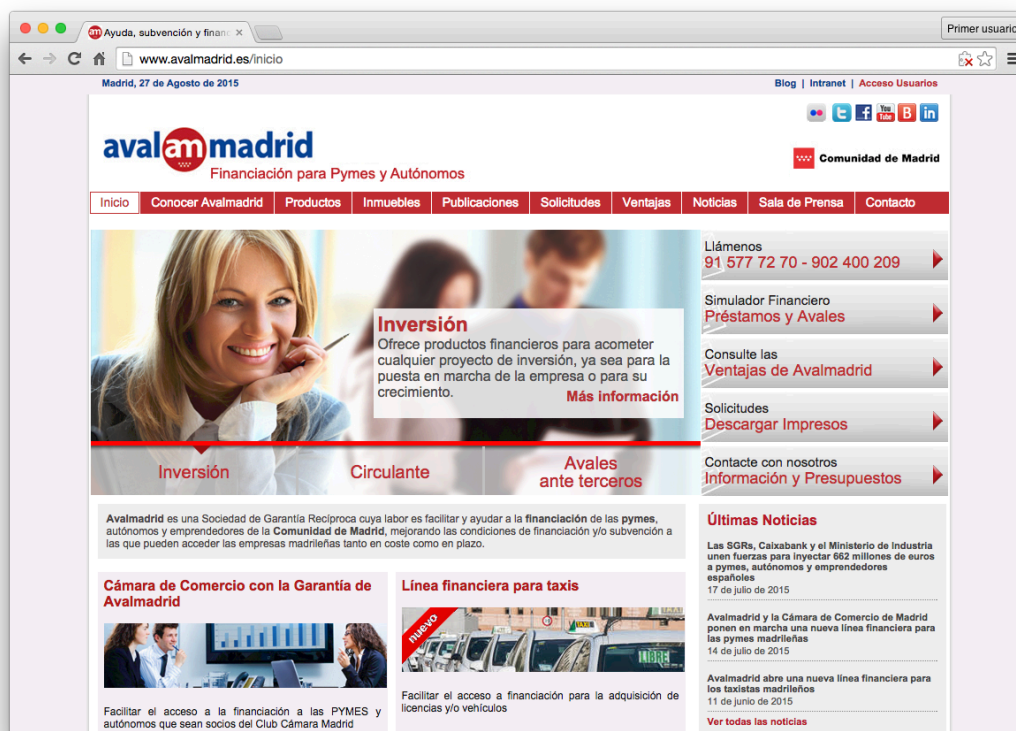 Ayuda, subvención y finan
Primer usuario
www.avalmadrid.es/inicio
Madrid, 27 de Agosto de 2015
Blog | Intranet | Acceso Usuarios
You
Tube
avalammadrid
Financiación para Pymes y Autónomos
Comunidad de Madrid
Inicio Conocer Avalmadrid Productos Inmuebles Publicaciones Solicitudes Ventajas Noticias Sala de Prensa Contacto
Inversión
Ofrece productos financieros para acometer
cualquier proyecto de inversión, ya sea para la
puesta en marcha de la empresa o para su
crecimiento.
Más información
Inversión
Circulante
Avales
ante terceros
Llámenos
91 577 72 70 - 902 400 209
Simulador Financiero
Préstamos y Avales
Consulte las
Ventajas de Avalmadrid
Solicitudes
Descargar Impresos
Contacte con nosotros
Información y Presupuestos
Avalmadrid es una Sociedad de Garantía Recíproca cuya labor es facilitar y ayudar a la financiación de las pymes,
autónomos y emprendedores de la Comunidad de Madrid, mejorando las condiciones de financiación y/o subvención a
las que pueden acceder las empresas madrileñas tanto en coste como en plazo.
Cámara de Comercio con la Garantía de
Avalmadrid
Facilitar el acceso a la financiación a las PYMES y
autónomos que sean socios del Club Cámara Madrid
Línea financiera para taxis
nuevo
TAXI
LIBRE
Facilitar el acceso a financiación para la adquisición de
licencias y/o vehículos
Últimas Noticias
Las SGRs, Caixabank y el Ministerio de Industria
unen fuerzas para inyectar 662 millones de euros
a pymes, autónomos y emprendedores
españoles
17 de julio de 2015
Avalmadrid y la Cámara de Comercio de Madrid
ponen en marcha una nueva línea financiera para
las pymes madrileñas
14 de julio de 2015
Avalmadrid abre una nueva línea financiera para
los taxistas madrileños
11 de junio de 2015
Ver todas las noticias